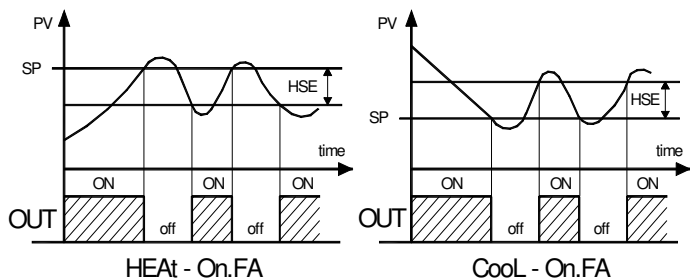 PV
SP
HSE
time
ON
ON
ON
OUT
off
off
HEAt - On.FA
PV
HSE
SP
time
ON
ON
ON
OUT
off
off
CooL - On.FA